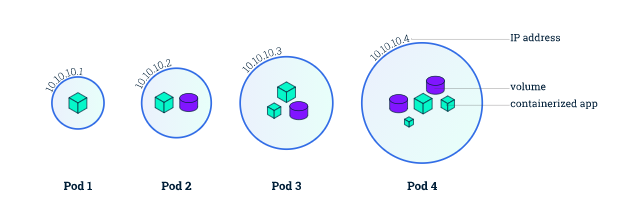 10.10.10.1
10.10.10.2
10.10.10.3
10.10.10.4
IP address
volume
containerized app
Pod 1
Pod 2
Pod 3
Pod 4